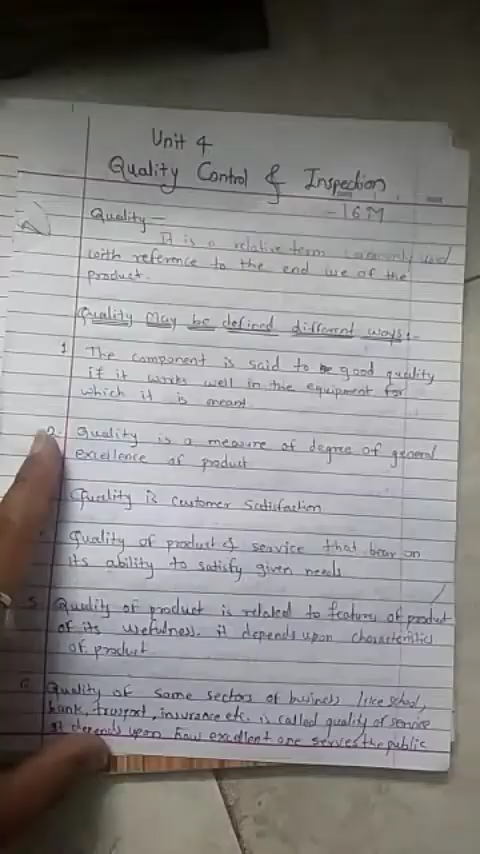 Unit 4
Quality Control & Inspection
- 16 M
Quality -
It is a relative term commonly used
with reference to the end use of the
product.
Quality May be defined different ways:-
1. The component is said to be good quality
if it works well in the equipment for
which it is meant
2. Quality is a measure of degree of general
excellence of product
Quality is customer satisfaction
Quality of product & service that bear on
its ability to satisfy given needs
5. Quality of product is related to feature of product
of its usefulness. it depends upon characteristics
of product
6. Quality of some sectors of business like school,
bank, trasport, insurance etc. is called quality of service
It depends upon how excellent one serves the public